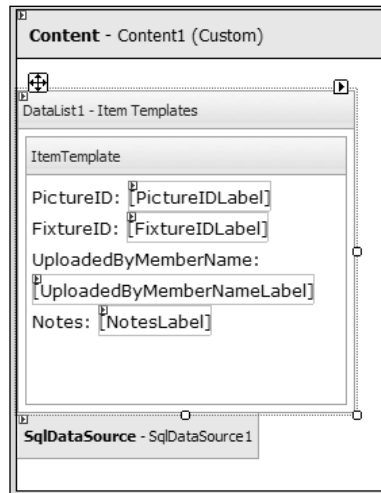 Content - Content1 (Custom)
DataList1 - Item Templates
ItemTemplate
PictureID: [PictureIDLabel]
FixtureID: [FixtureIDLabel]
UploadedByMemberName:
[UploadedByMemberNameLabel]
Notes: [NotesLabel]
SqlDataSource - SqlDataSource1